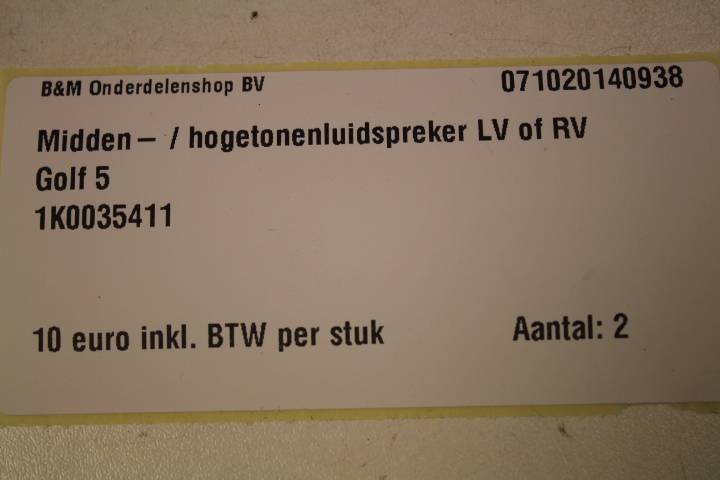 B&M Onderdelenshop BV 071020140938
Midden – / hogetonenluidspreker LV of RV
Golf 5
1K0035411
10 euro inkl. BTW per stuk Aantal: 2